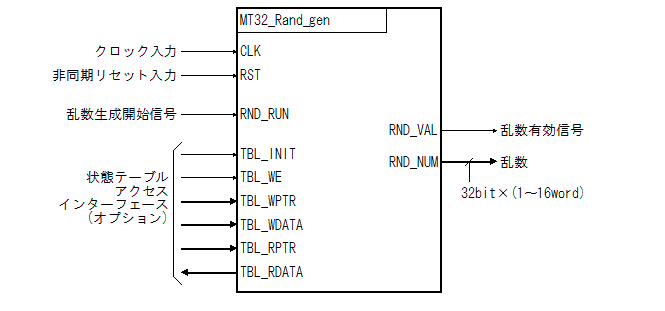 MT32_Rand_gen
クロック入力
CLK
非同期リセット入力
RST
乱数生成開始信号
RND_RUN
RND_VAL
乱数有効信号
RND_NUM
乱数
32bit×(1～16word)
状態テーブル
アクセス
インターフェース
(オプション)
TBL_INIT
TBL_WE
TBL_WPTR
TBL_WDATA
TBL_RPTR
TBL_RDATA